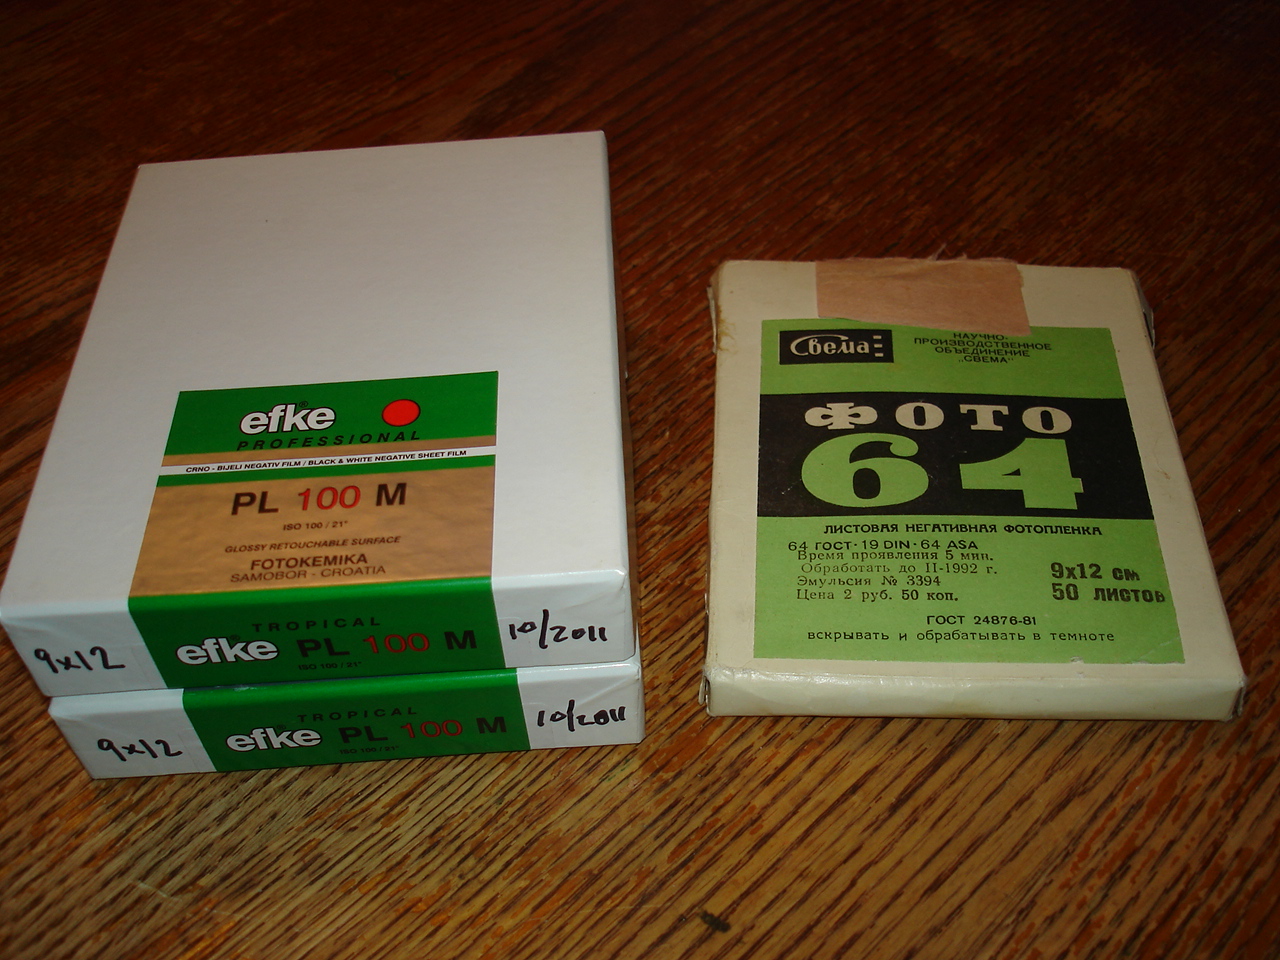 efke®
PROFESSIONAL
CRNO - BIJELI NEGATIV FILM / BLACK & WHITE NEGATIVE SHEET FILM
PL 100 M
ISO 100 / 21°
GLOSSY RETOUCHABLE SURFACE
FOTOKEMIKA
SAMOBOR - CROATIA
9x12
TROPICAL
efke® PL 100 M
ISO 100 / 21°
10/2011
9x12
TROPICAL
efke® PL 100 M
ISO 100 / 21°
10/2011
Свема
НАУЧНО-
ПРОИЗВОДСТВЕННОЕ
ОБЪЕДИНЕНИЕ
„СВЕМА"
ФОТО
64
ЛИСТОВАЯ НЕГАТИВНАЯ ФОТОПЛЕНКА
64 ГОСТ · 19 DIN · 64 ASA
Время проявления 5 мин.
Обработать до II-1992 г.
Эмульсия № 3394
Цена 2 руб. 50 коп.
9х12 см
50 листов
ГОСТ 24876-81
вскрывать и обрабатывать в темноте